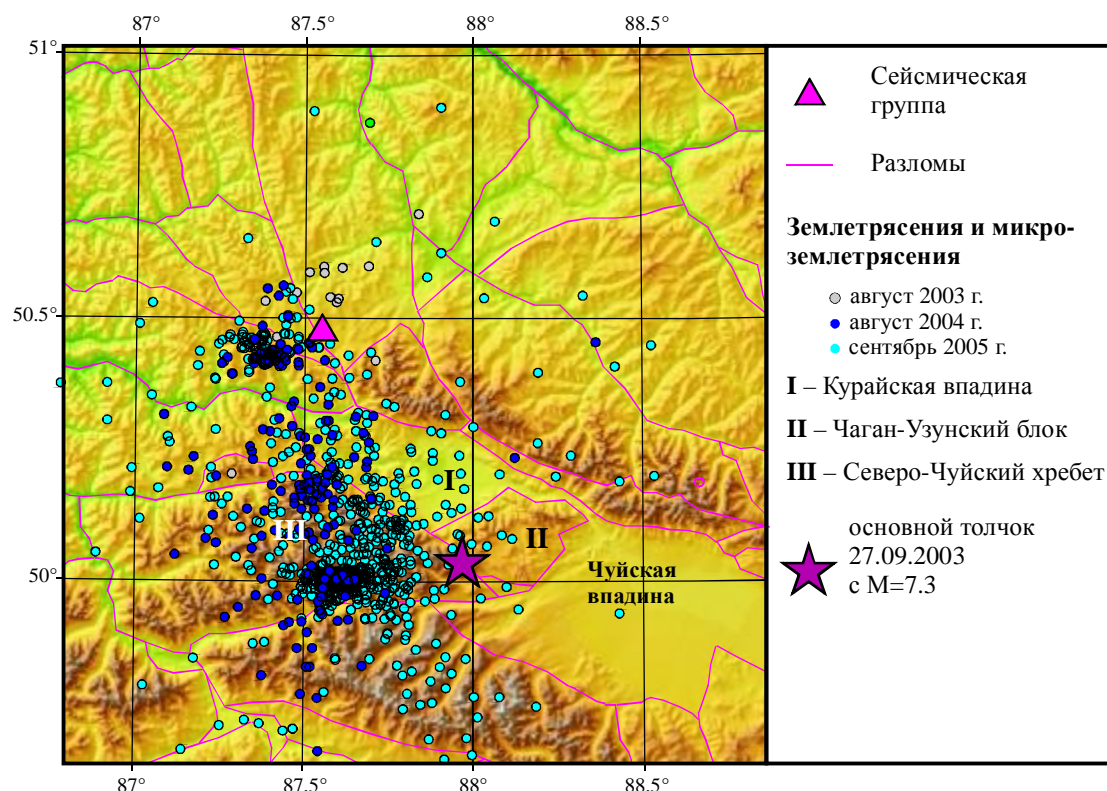 87°
87.5°
88°
88.5°
51°
50.5°
50°
I
II
III
Чуйская
впадина
87°
87.5°
88°
88.5°
Сейсмическая
группа
Разломы
Землетрясения и микро-
землетрясения
август 2003 г.
август 2004 г.
сентябрь 2005 г.
I – Курайская впадина
II – Чаган-Узунский блок
III – Северо-Чуйский хребет
основной толчок
27.09.2003
с М=7.3